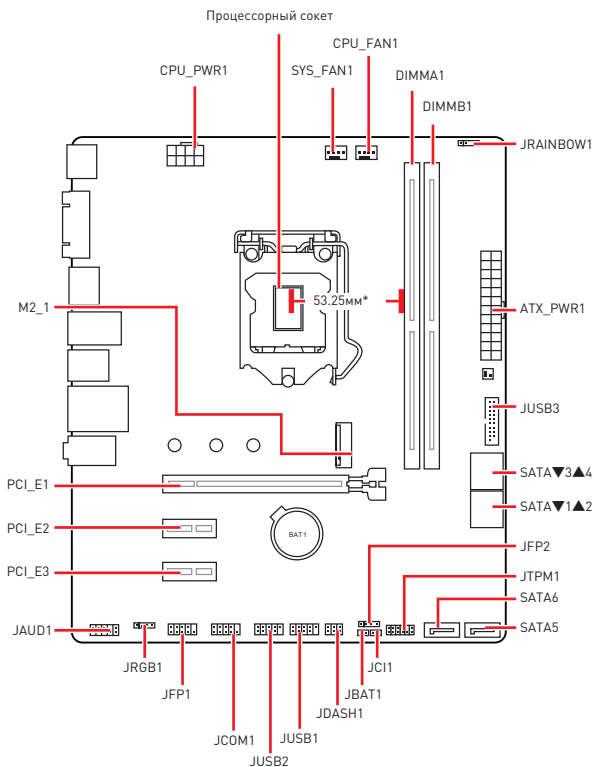 Процессорный сокет
CPU_FAN1
CPU_PWR1
SYS_FAN1
DIMMA1
DIMMB1
JRAINBOW1
M2_1
53.25мм*
ATX_PWR1
JUSB3
PCI_E1
SATA▼3▲4
SATA▼1▲2
PCI_E2
BAT1
JFP2
PCI_E3
JTPM1
SATA6
JAUD1
SATA5
JRGB1
JCI1
JFP1
JBAT1
JDASH1
JCOM1
JUSB1
JUSB2